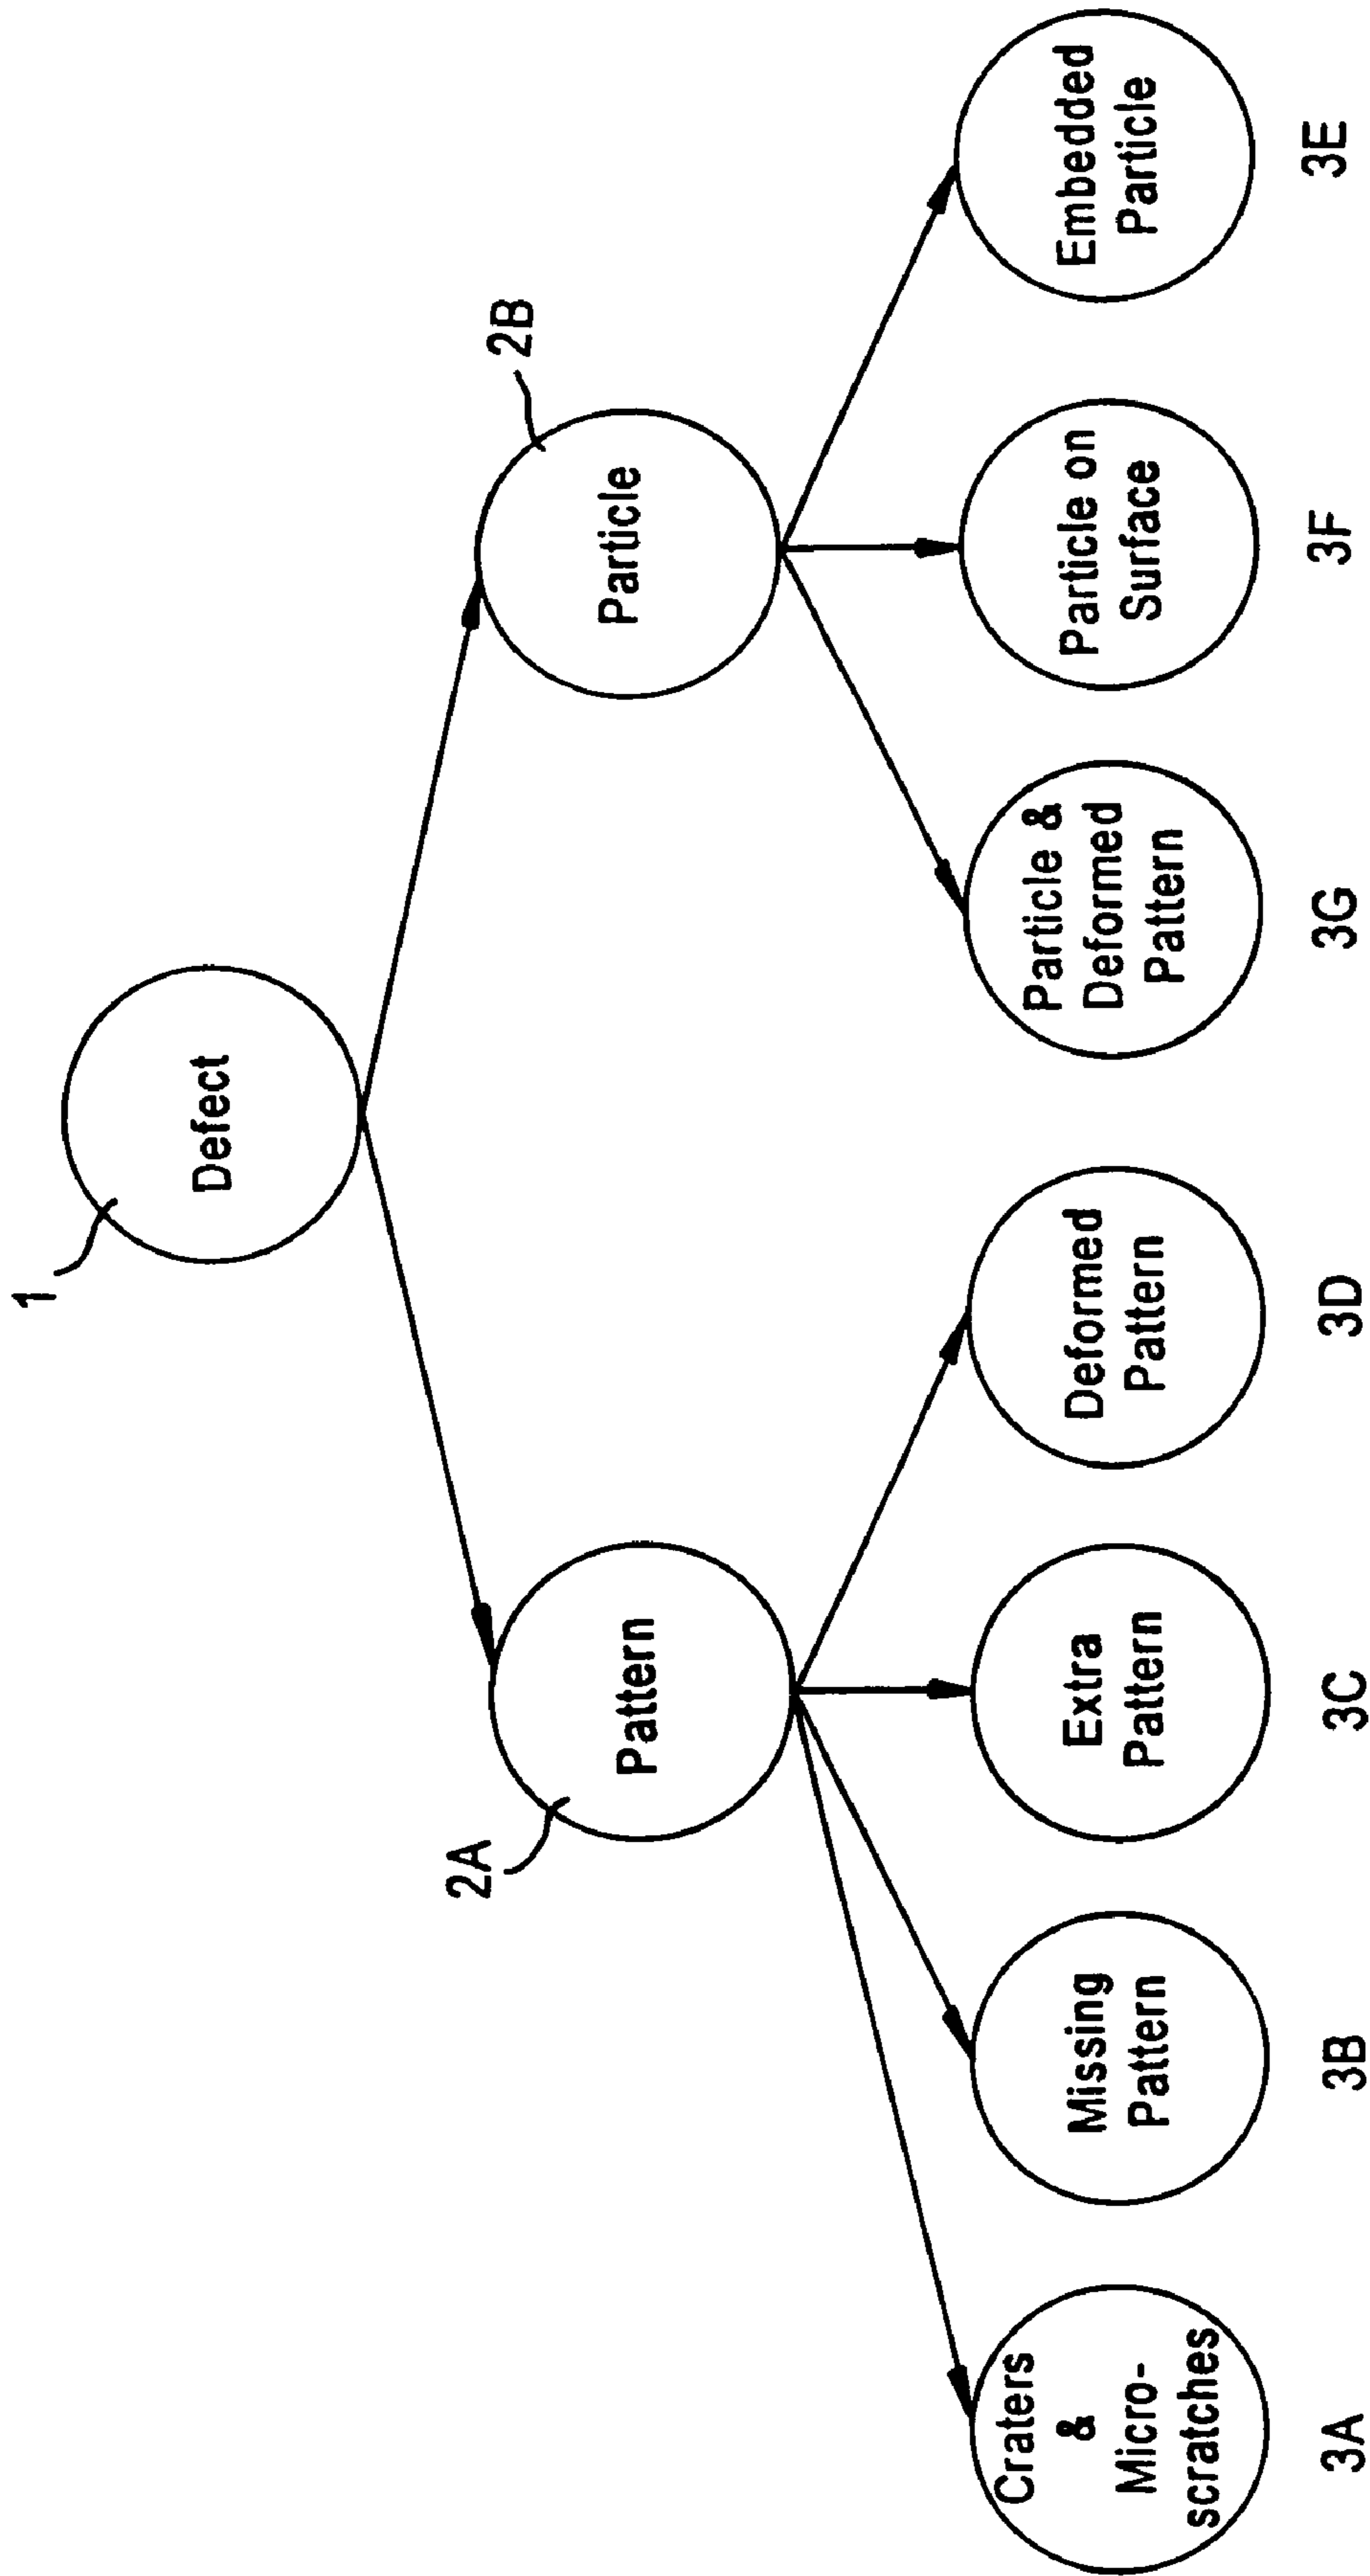 1
Defect
2A
Pattern
2B
Particle
Craters
&
Micro-
scratches
Missing
Pattern
Extra
Pattern
Deformed
Pattern
Particle &
Deformed
Pattern
Particle on
Surface
Embedded
Particle
3A
3B
3C
3D
3G
3F
3E